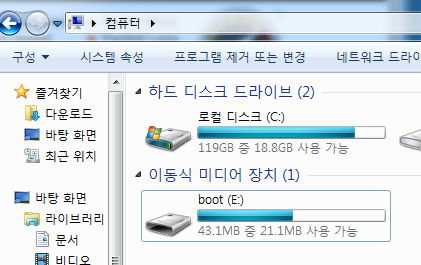 컴퓨터
구성
시스템 속성
프로그램 제거 또는 변경
네트워크 드라이
즐겨찾기
다운로드
바탕 화면
최근 위치
바탕 화면
라이브러리
문서
비디오
하드 디스크 드라이브 (2)
로컬 디스크 (C:)
119GB 중 18.8GB 사용 가능
이동식 미디어 장치 (1)
boot (E:)
43.1MB 중 21.1MB 사용 가능